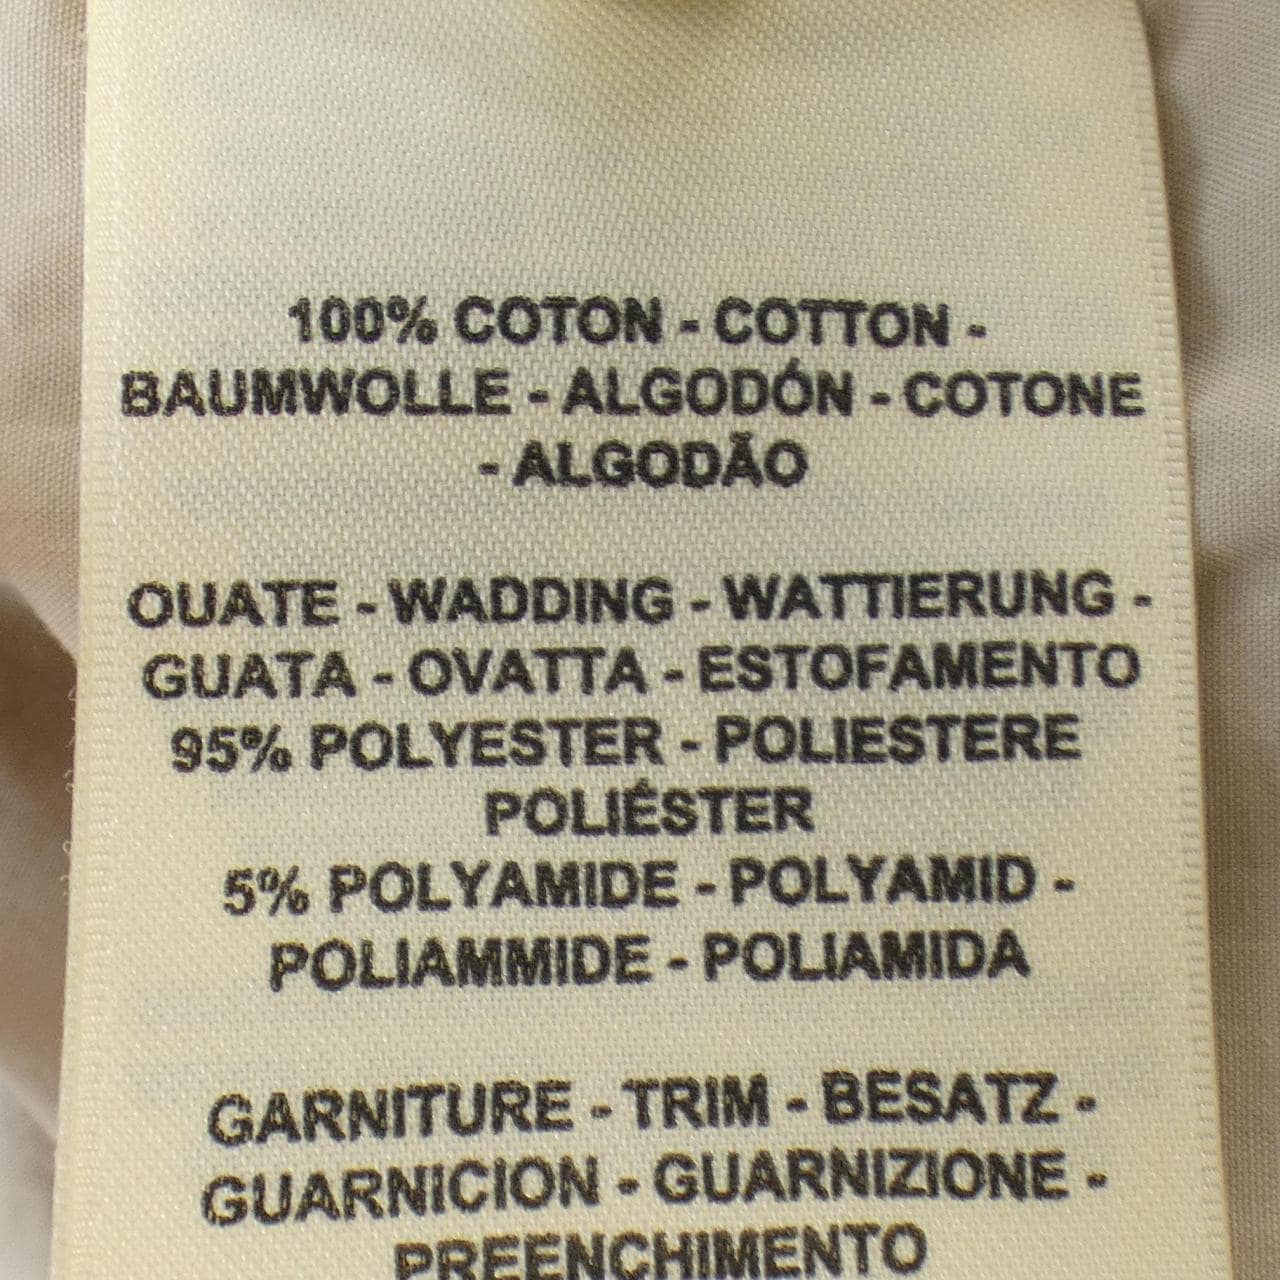 100% COTON - COTTON -
BAUMWOLLE - ALGODÓN - COTONE
- ALGODÃO
OUATE - WADDING - WATTIERUNG -
GUATA - OVATTA - ESTOFAMENTO
95% POLYESTER - POLIESTERE
POLIÉSTER
5% POLYAMIDE - POLYAMID -
POLIAMMIDE - POLIAMIDA
GARNITURE - TRIM - BESATZ -
GUARNICION - GUARNIZIONE -
PREENCHIMENTO